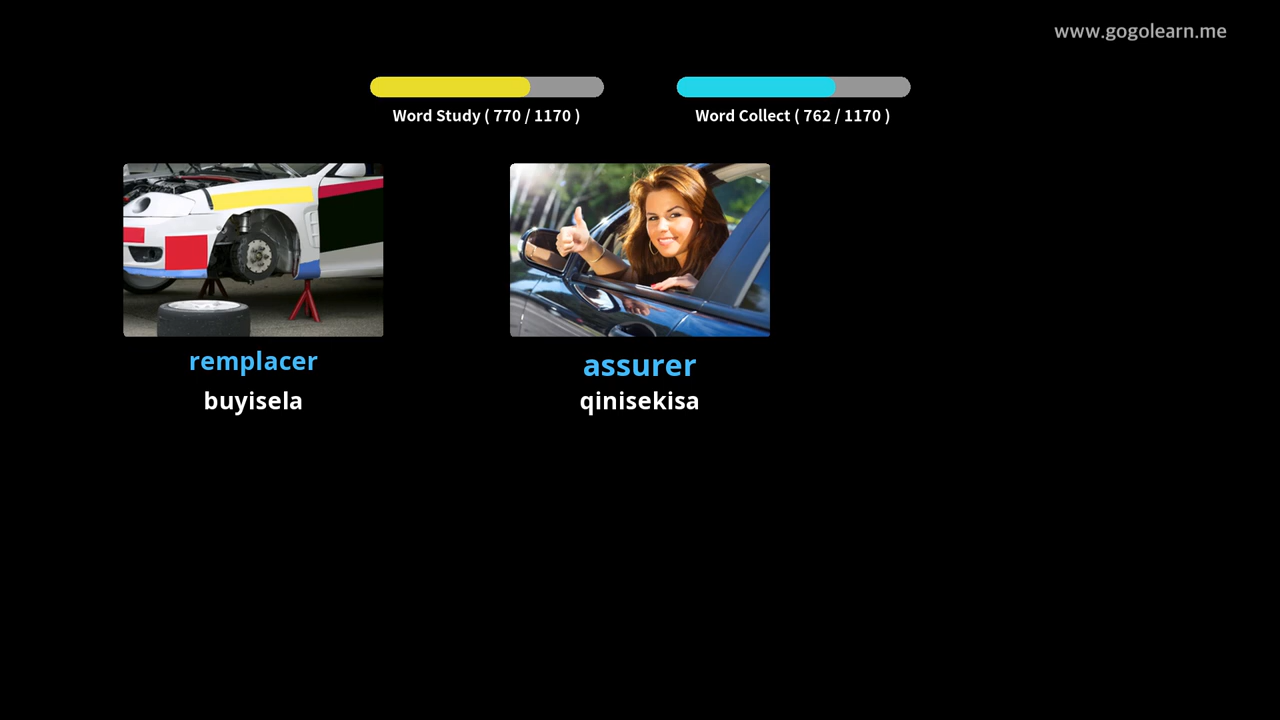 www.gogolearn.me
Word Study ( 770 / 1170 )
Word Collect ( 762 / 1170 )
remplacer
buyisela
assurer
qinisekisa